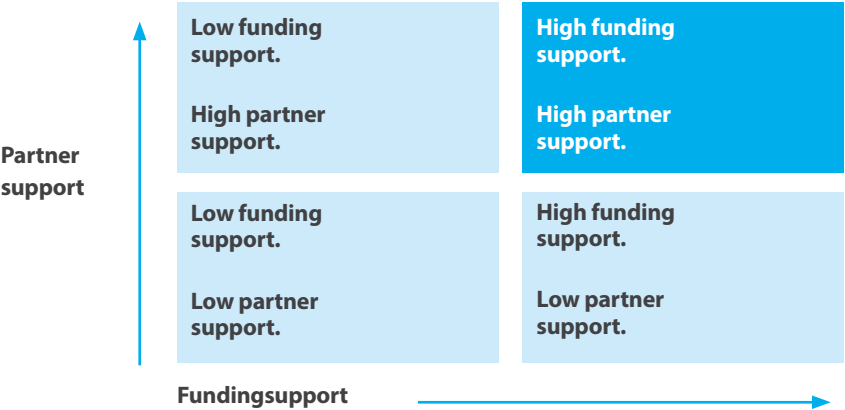 Low funding
support.
High partner
support.
High funding
support.
High partner
support.
Partner
support
Low funding
support.
Low partner
support.
High funding
support.
Low partner
support.
Fundingsupport